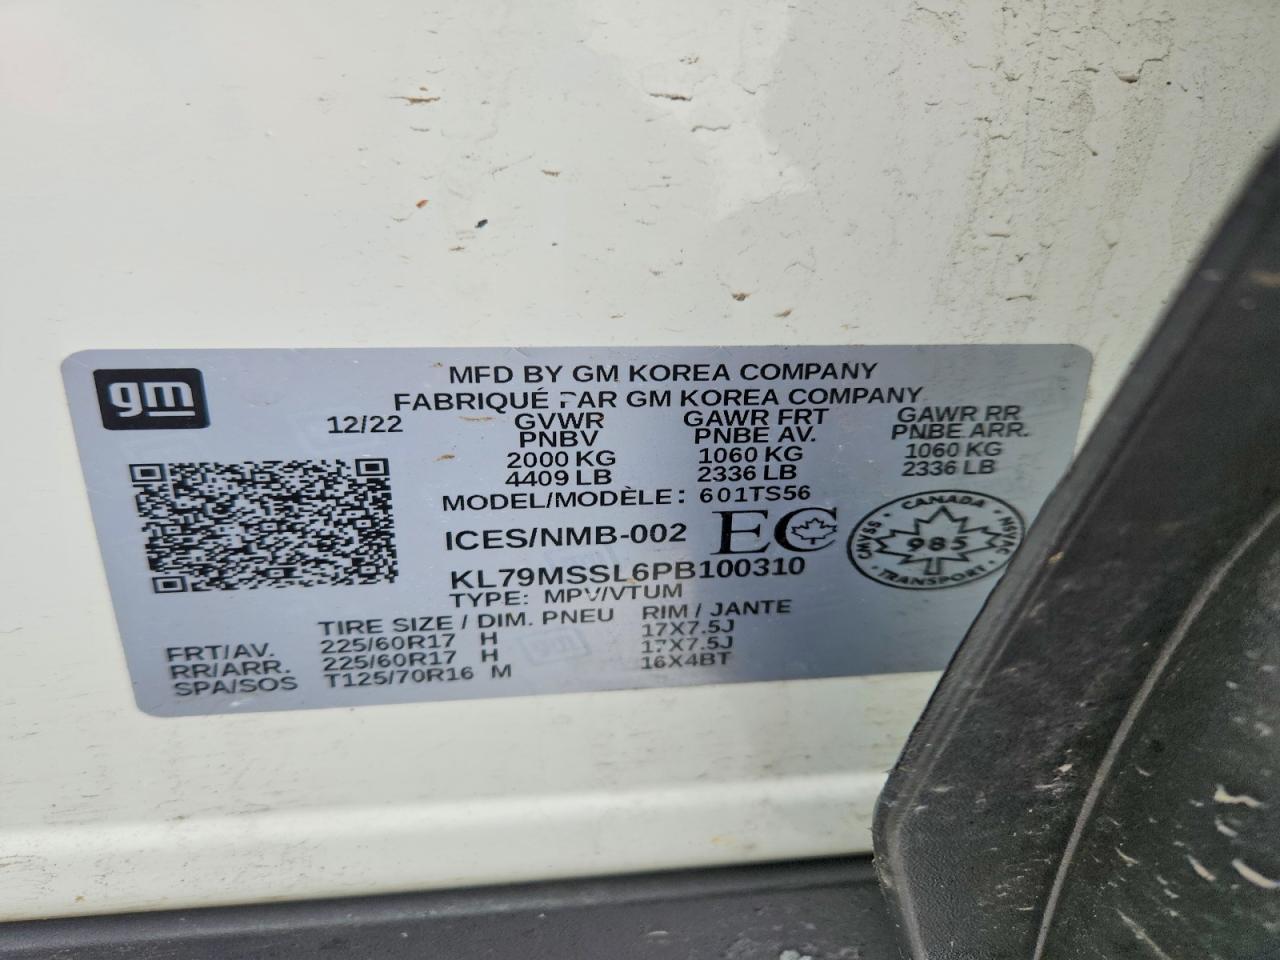 gm
MFD BY GM KOREA COMPANY
FABRIQUÉ PAR GM KOREA COMPANY
12/22 GVWR GAWR FRT GAWR RR
PNBV PNBE AV. PNBE ARR.
2000 KG 1060 KG 1060 KG
4409 LB 2336 LB 2336 LB
MODEL/MODÈLE: 601TS56
ICES/NMB-002 EC
CANADA
CMVSS 985 NSVAC
TRANSPORT
KL79MSSL6PB100310
TYPE: MPV/VTUM
TIRE SIZE / DIM. PNEU RIM / JANTE
FRT/AV. 225/60R17 H 17X7.5J
RR/ARR. 225/60R17 H 17X7.5J
SPA/SOS T125/70R16 M 16X4BT